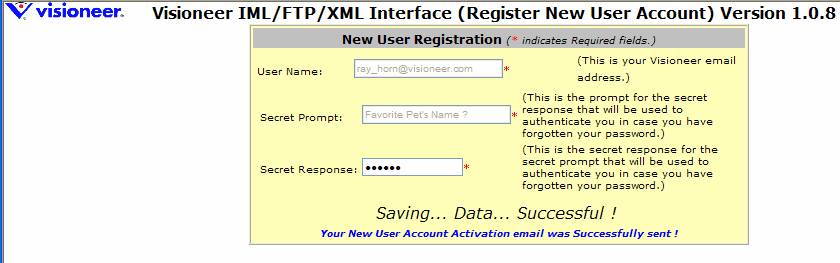 visioneer® Visioneer IML/FTP/XML Interface (Register New User Account) Version 1.0.8
New User Registration (* indicates Required fields.)
User Name: ray_horn@visioneer.com * (This is your Visioneer email
address.)
Secret Prompt: Favorite Pet's Name ? * (This is the prompt for the secret
response that will be used to
authenticate you in case you have
forgotten your password.)
Secret Response: •••••• * (This is the secret response for the
secret prompt that will be used to
authenticate you in case you have
forgotten your password.)
Saving... Data... Successful !
Your New User Account Activation email was Successfully sent !